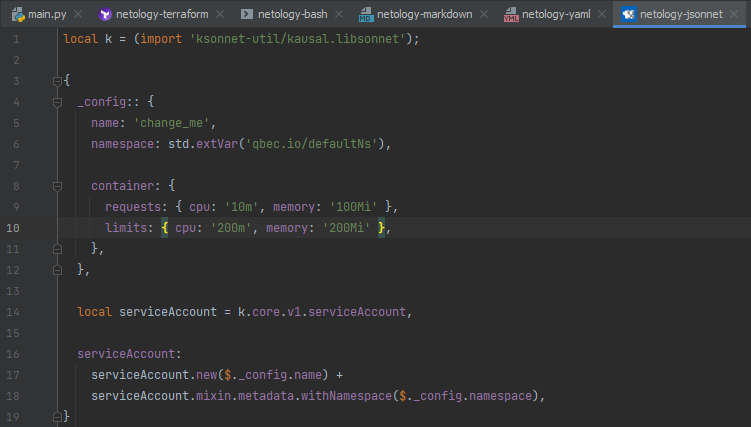 main.py netology-terraform netology-bash netology-markdown netology-yaml netology-jsonnet
1 local k = (import 'ksonnet-util/kausal.libsonnet');
2
3 {
4   _config:: {
5     name: 'change_me',
6     namespace: std.extVar('qbec.io/defaultNs'),
7
8     container: {
9       requests: { cpu: '10m', memory: '100Mi' },
10       limits: { cpu: '200m', memory: '200Mi' },
11     },
12   },
13
14   local serviceAccount = k.core.v1.serviceAccount,
15
16   serviceAccount:
17     serviceAccount.new($._config.name) +
18     serviceAccount.mixin.metadata.withNamespace($._config.namespace),
19 }